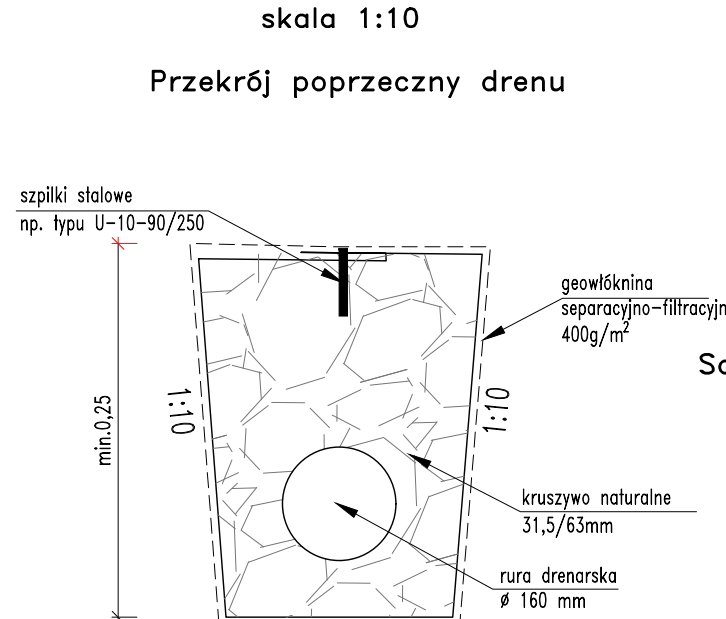 skala 1:10
Przekrój poprzeczny drenu
szpilki stalowe
np. typu U-10-90/250
geowłóknina
separacyjno-filtracyjn
400g/m²
Sc
1:10
1:10
min.0,25
kruszywo naturalne
31,5/63mm
rura drenarska
ø 160 mm